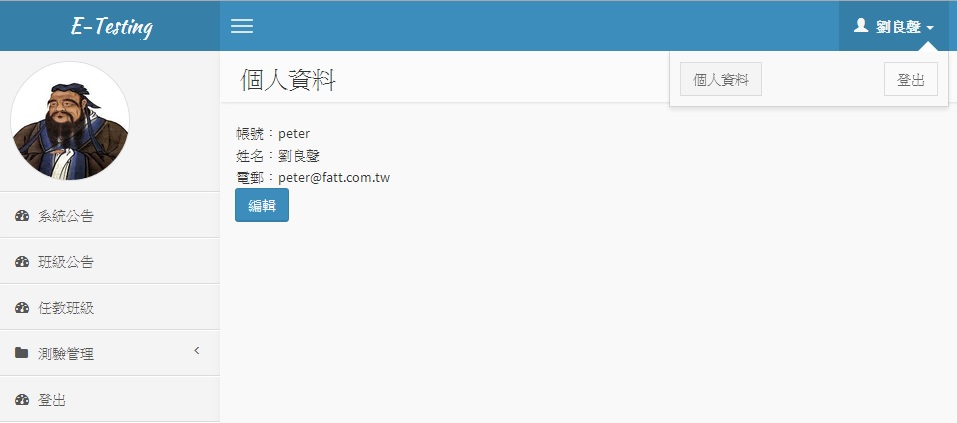 E-Testing
劉良聲
個人資料
個人資料
登出
帳號：peter
姓名：劉良聲
電郵：peter@fatt.com.tw
編輯
系統公告
班級公告
任教班級
測驗管理
登出